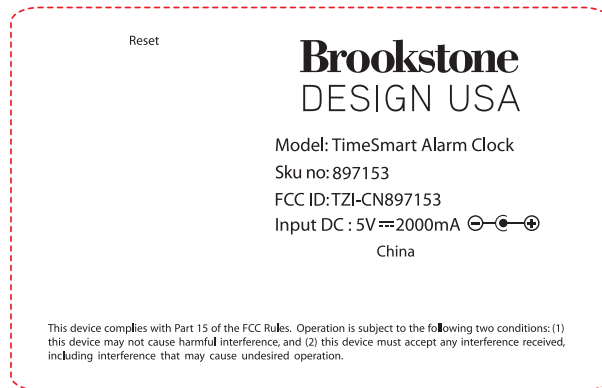 Reset
Brookstone
DESIGN USA
Model: TimeSmart Alarm Clock
Sku no: 897153
FCC ID: TZI-CN897153
Input DC : 5V⎓2000mA
China
This device complies with Part 15 of the FCC Rules. Operation is subject to the following two conditions: (1)
this device may not cause harmful interference, and (2) this device must accept any interference received,
including interference that may cause undesired operation.